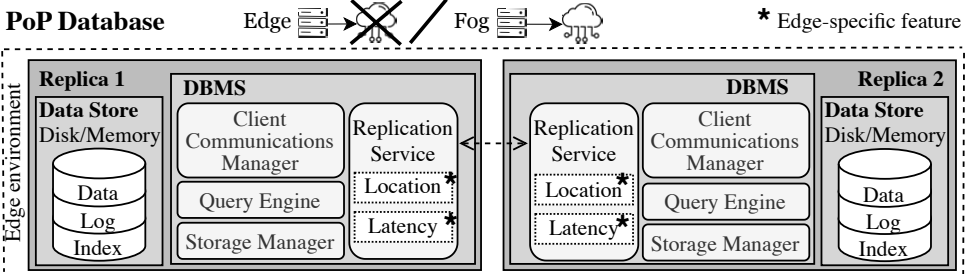 PoP Database
Edge
Fog
* Edge-specific feature
Edge environment
Replica 1
Data Store
Disk/Memory
Data
Log
Index
DBMS
Client
Communications
Manager
Query Engine
Storage Manager
Replication
Service
Location*
Latency*
Replica 2
DBMS
Replication
Service
Location*
Latency*
Client
Communications
Manager
Query Engine
Storage Manager
Data Store
Disk/Memory
Data
Log
Index